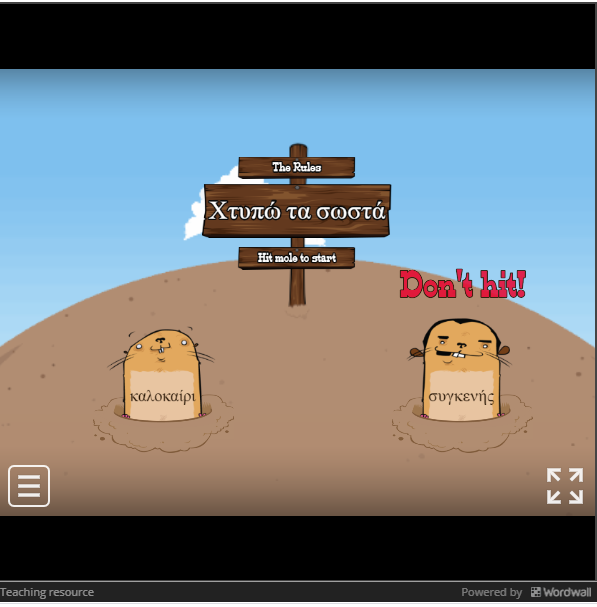 The Rules
Χτυπώ τα σωστά
Hit mole to start
Don't hit!
καλοκαίρι
συγκενής
Teaching resource
Powered by Wordwall